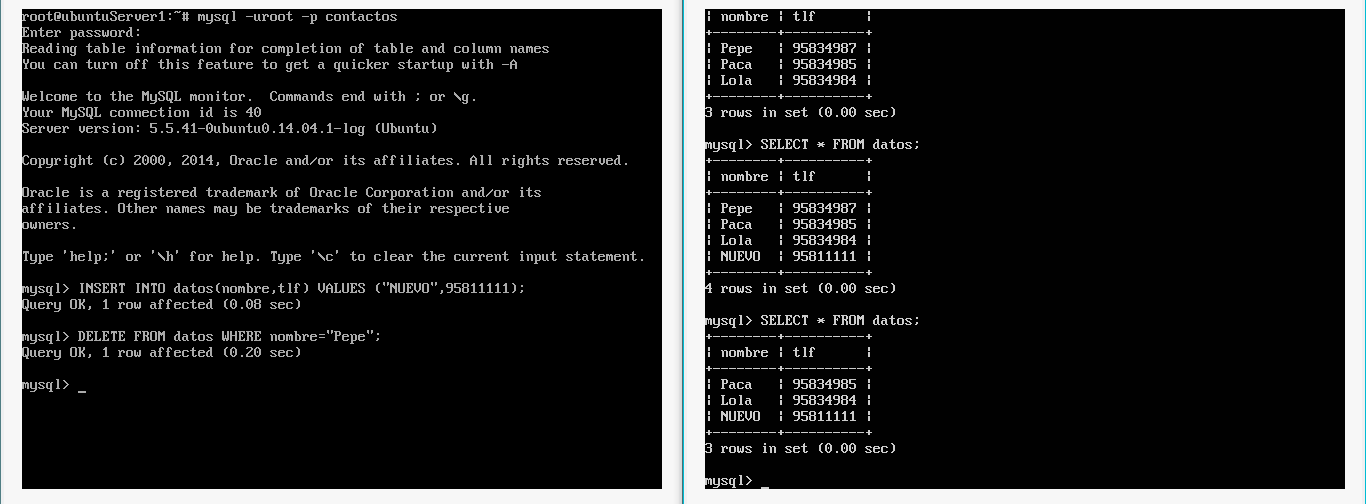 root@ubuntuServer1:~# mysql -uroot -p contactos
Enter password:
Reading table information for completion of table and column names
You can turn off this feature to get a quicker startup with -A
Welcome to the MySQL monitor.  Commands end with ; or \g.
Your MySQL connection id is 40
Server version: 5.5.41-0ubuntu0.14.04.1-log (Ubuntu)
Copyright (c) 2000, 2014, Oracle and/or its affiliates. All rights reserved.
Oracle is a registered trademark of Oracle Corporation and/or its
affiliates. Other names may be trademarks of their respective
owners.
Type 'help;' or '\h' for help. Type '\c' to clear the current input statement.
mysql> INSERT INTO datos(nombre,tlf) VALUES ("NUEVO",95811111);
Query OK, 1 row affected (0.08 sec)
mysql> DELETE FROM datos WHERE nombre="Pepe";
Query OK, 1 row affected (0.20 sec)
mysql> _
| nombre | tlf      |
+--------+----------+
| Pepe   | 95834987 |
| Paca   | 95834985 |
| Lola   | 95834984 |
+--------+----------+
3 rows in set (0.00 sec)
mysql> SELECT * FROM datos;
+--------+----------+
| nombre | tlf      |
+--------+----------+
| Pepe   | 95834987 |
| Paca   | 95834985 |
| Lola   | 95834984 |
| NUEVO  | 95811111 |
+--------+----------+
4 rows in set (0.00 sec)
mysql> SELECT * FROM datos;
+--------+----------+
| nombre | tlf      |
+--------+----------+
| Paca   | 95834985 |
| Lola   | 95834984 |
| NUEVO  | 95811111 |
+--------+----------+
3 rows in set (0.00 sec)
mysql> _